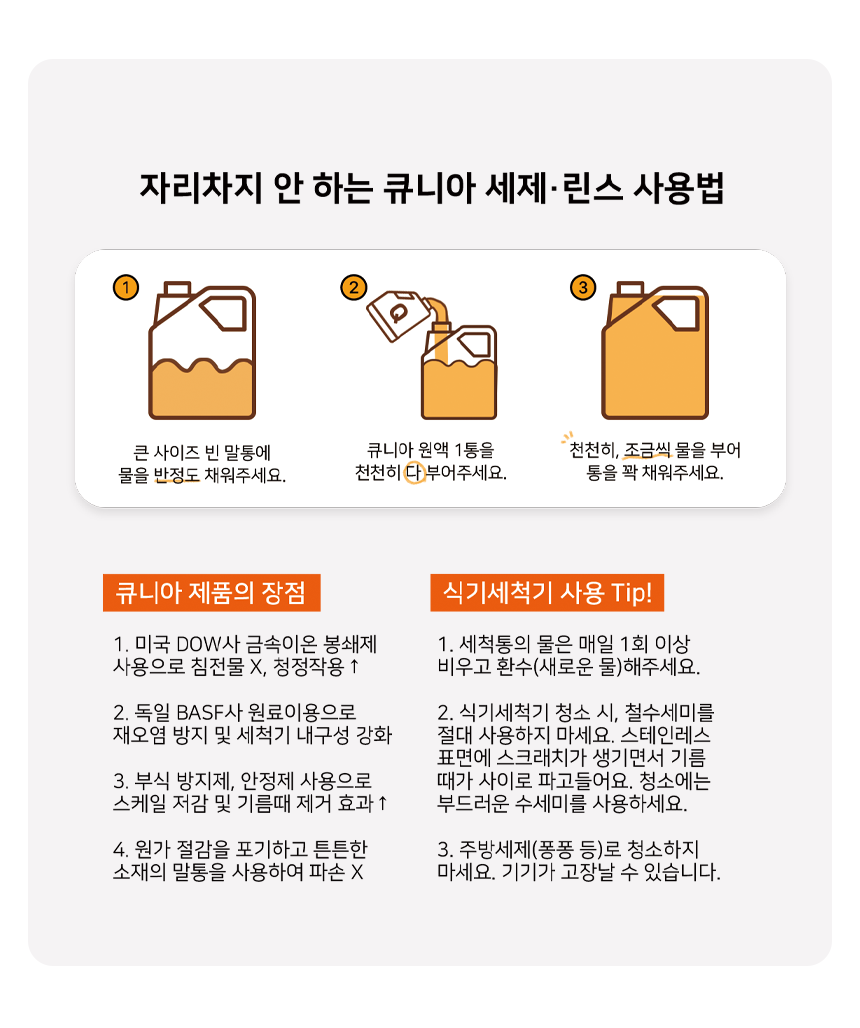 자리차지 안 하는 큐니아 세제·린스 사용법
1
큰 사이즈 빈 말통에
물을 반정도 채워주세요.
2
Q
큐니아 원액 1통을
천천히 다 부어주세요.
3
천천히, 조금씩 물을 부어
통을 꽉 채워주세요.
큐니아 제품의 장점
1. 미국 DOW사 금속이온 봉쇄제
사용으로 침전물 X, 청정작용↑
2. 독일 BASF사 원료이용으로
재오염 방지 및 세척기 내구성 강화
3. 부식 방지제, 안정제 사용으로
스케일 저감 및 기름때 제거 효과↑
4. 원가 절감을 포기하고 튼튼한
소재의 말통을 사용하여 파손 X
식기세척기 사용 Tip!
1. 세척통의 물은 매일 1회 이상
비우고 환수(새로운 물)해주세요.
2. 식기세척기 청소 시, 철수세미를
절대 사용하지 마세요. 스테인레스
표면에 스크래치가 생기면서 기름
때가 사이로 파고들어요. 청소에는
부드러운 수세미를 사용하세요.
3. 주방세제(퐁퐁 등)로 청소하지
마세요. 기기가 고장날 수 있습니다.